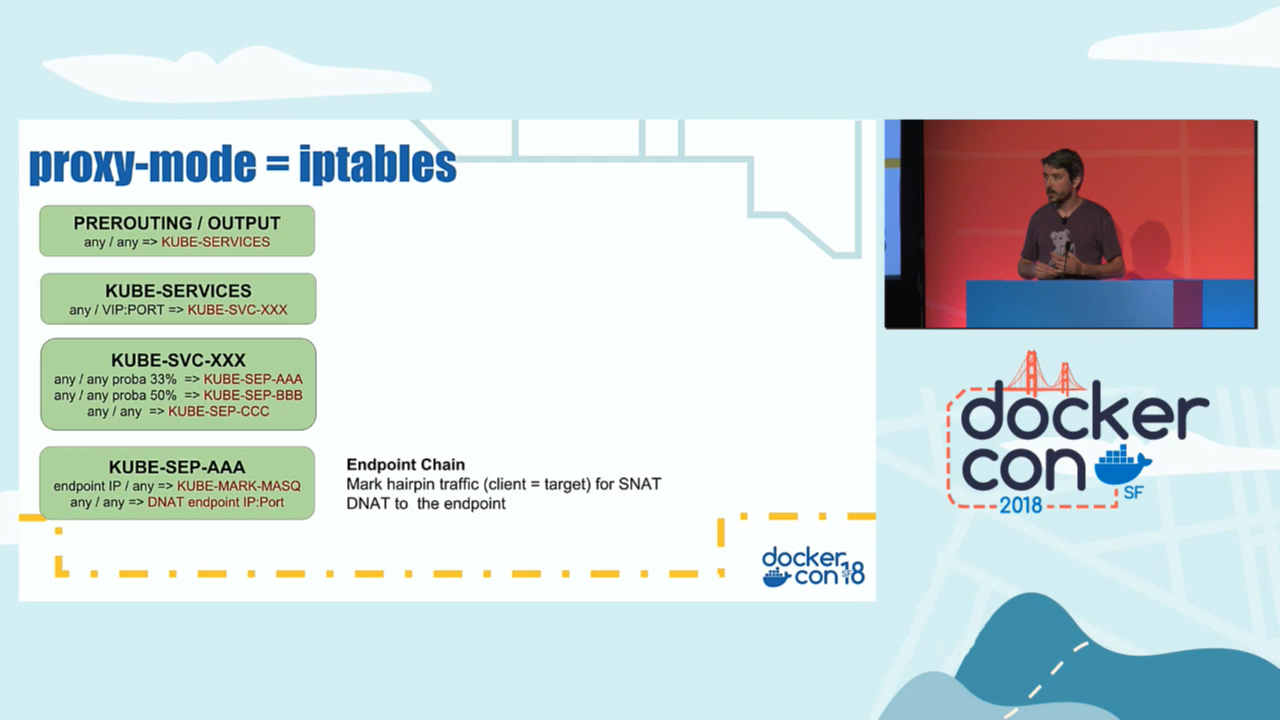 proxy-mode = iptables
PREROUTING / OUTPUT
any / any => KUBE-SERVICES
KUBE-SERVICES
any / VIP:PORT => KUBE-SVC-XXX
KUBE-SVC-XXX
any / any proba 33% => KUBE-SEP-AAA
any / any proba 50% => KUBE-SEP-BBB
any / any => KUBE-SEP-CCC
KUBE-SEP-AAA
endpoint IP / any => KUBE-MARK-MASQ
any / any => DNAT endpoint IP:Port
Endpoint Chain
Mark hairpin traffic (client = target) for SNAT
DNAT to the endpoint
docker
con SF 18
docker
con
SF
2018